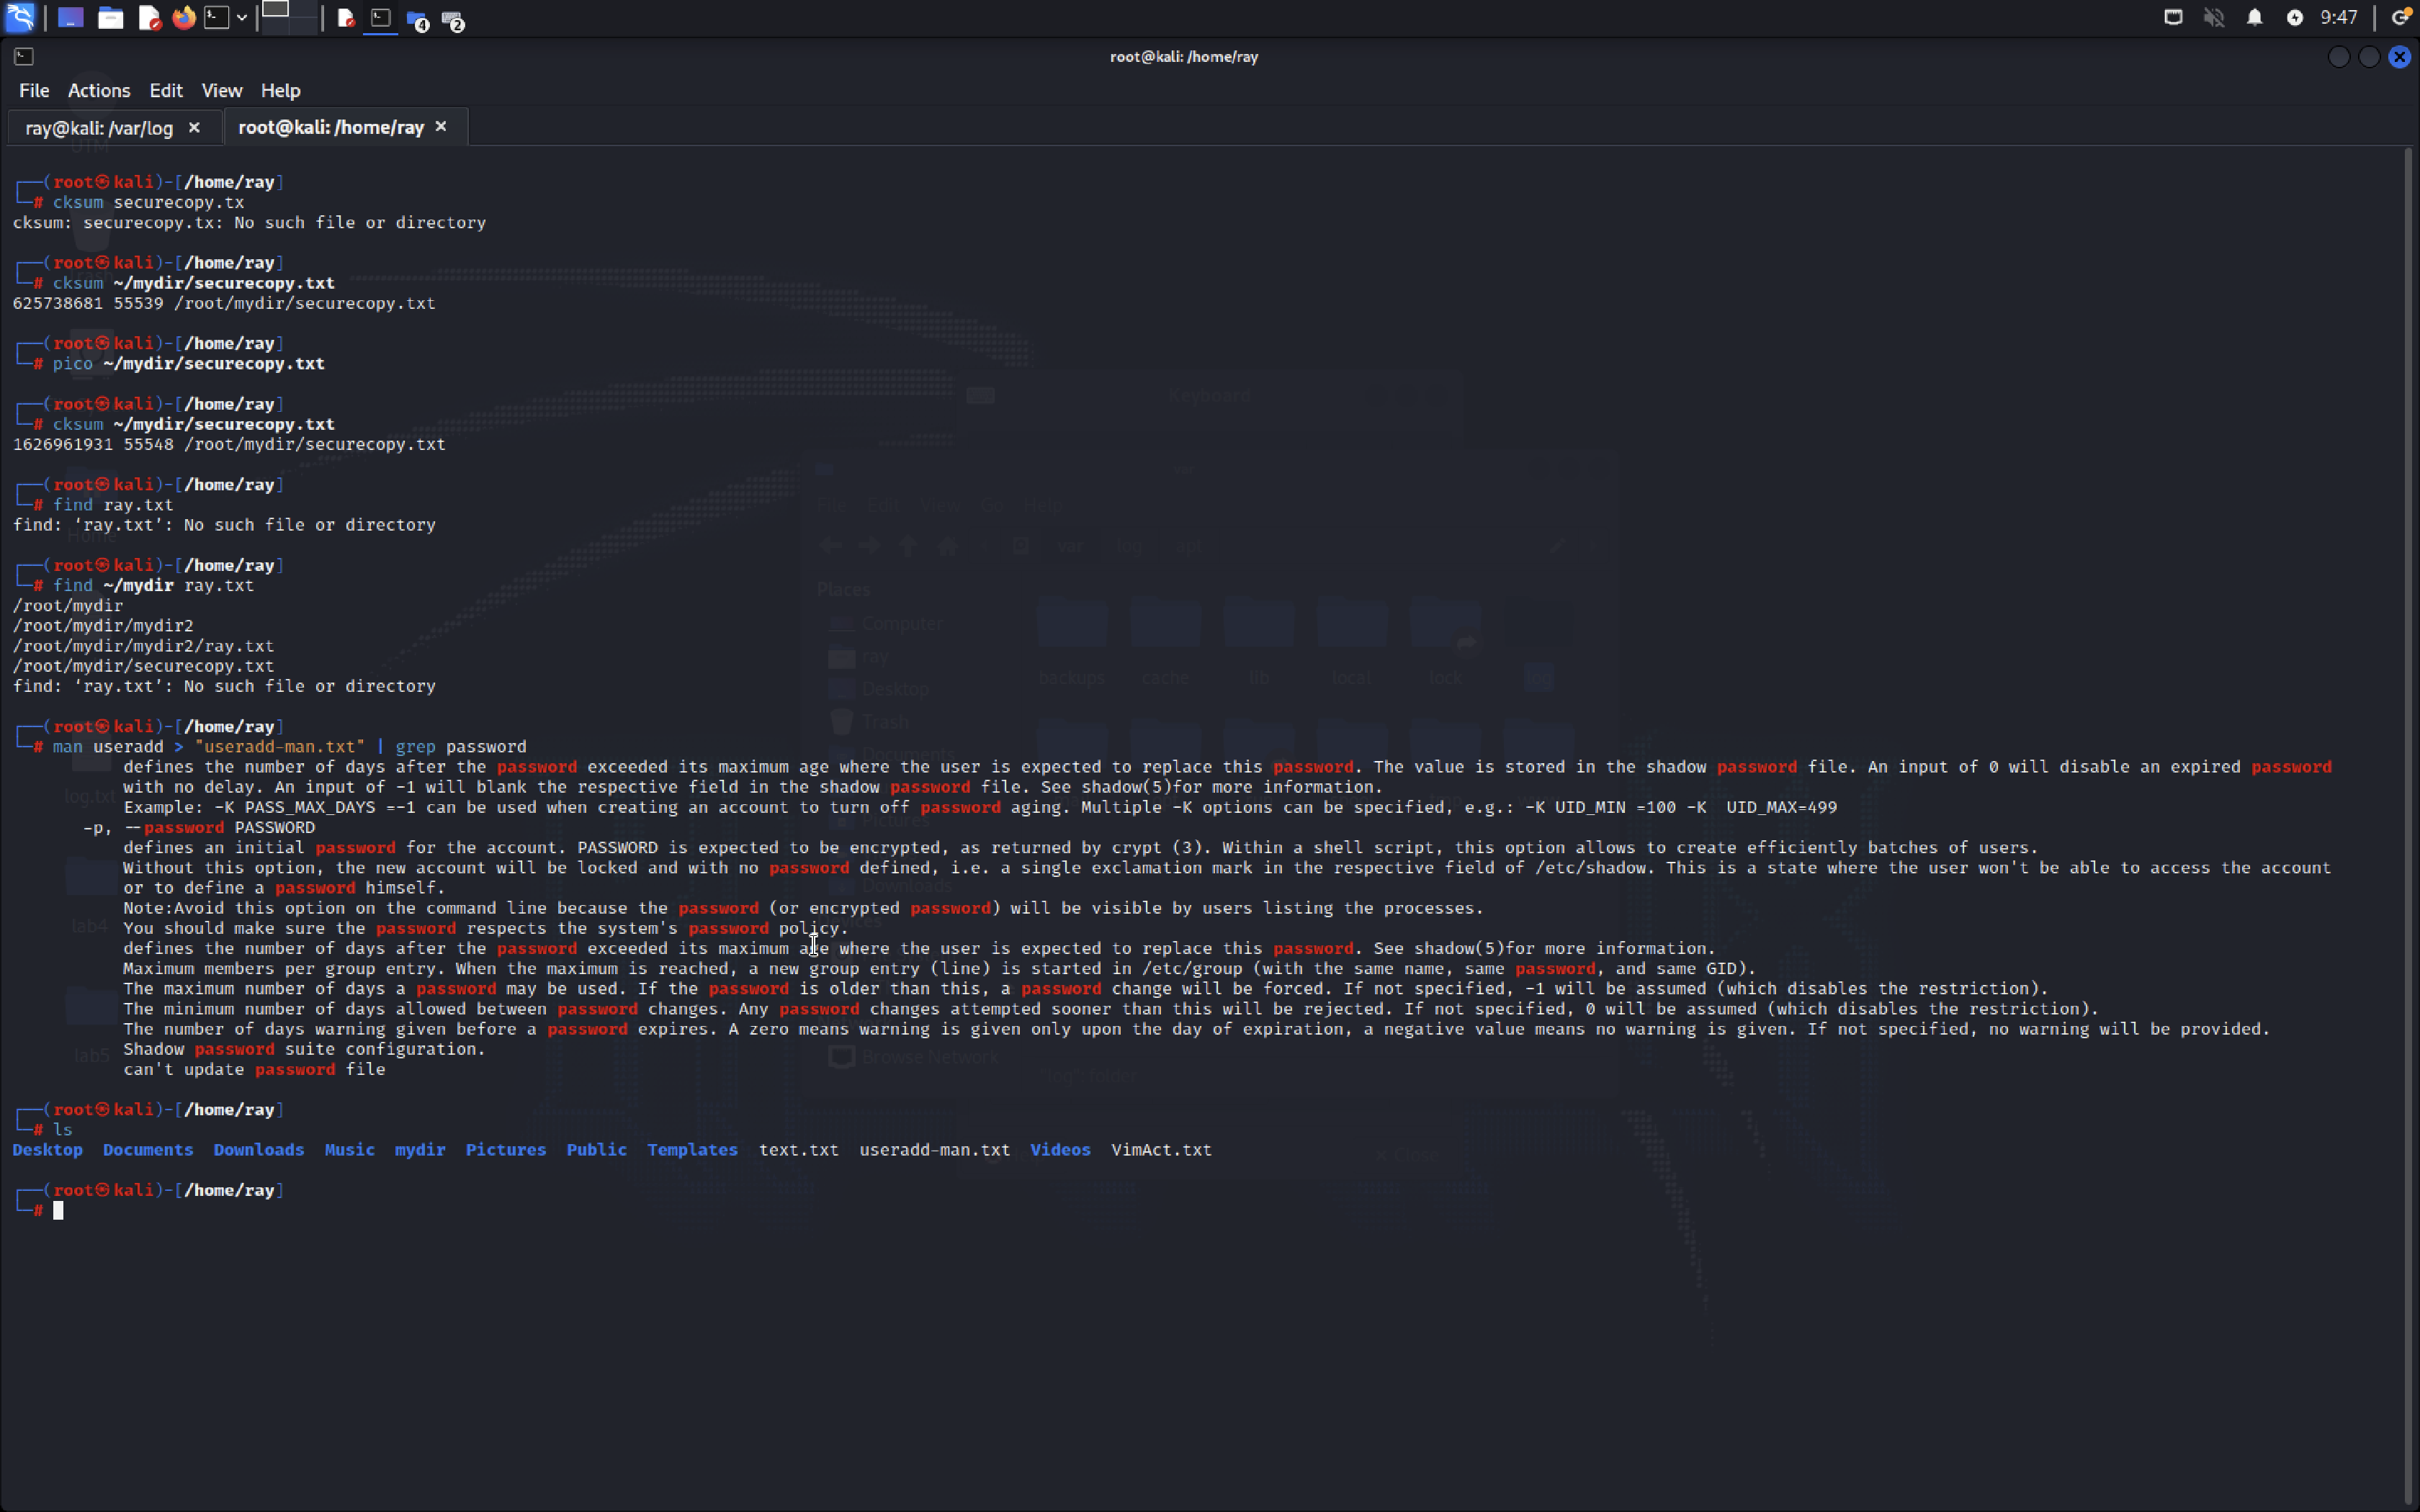 9:47
root@kali: /home/ray
File Actions Edit View Help
ray@kali: /var/log
root@kali: /home/ray
┌──(root㉿kali)-[/home/ray]
└─# cksum securecopy.tx
cksum: securecopy.tx: No such file or directory
┌──(root㉿kali)-[/home/ray]
└─# cksum ~/mydir/securecopy.txt
625738681 55539 /root/mydir/securecopy.txt
┌──(root㉿kali)-[/home/ray]
└─# pico ~/mydir/securecopy.txt
┌──(root㉿kali)-[/home/ray]
└─# cksum ~/mydir/securecopy.txt
1626961931 55548 /root/mydir/securecopy.txt
┌──(root㉿kali)-[/home/ray]
└─# find ray.txt
find: ‘ray.txt’: No such file or directory
┌──(root㉿kali)-[/home/ray]
└─# find ~/mydir ray.txt
/root/mydir
/root/mydir/mydir2
/root/mydir/mydir2/ray.txt
/root/mydir/securecopy.txt
find: ‘ray.txt’: No such file or directory
┌──(root㉿kali)-[/home/ray]
└─# man useradd > "useradd-man.txt" | grep password
defines the number of days after the password exceeded its maximum age where the user is expected to replace this password. The value is stored in the shadow password file. An input of 0 will disable an expired password
with no delay. An input of -1 will blank the respective field in the shadow password file. See shadow(5)for more information.
Example: -K PASS_MAX_DAYS =-1 can be used when creating an account to turn off password aging. Multiple -K options can be specified, e.g.: -K UID_MIN =100 -K  UID_MAX=499
-p, --password PASSWORD
defines an initial password for the account. PASSWORD is expected to be encrypted, as returned by crypt (3). Within a shell script, this option allows to create efficiently batches of users.
Without this option, the new account will be locked and with no password defined, i.e. a single exclamation mark in the respective field of /etc/shadow. This is a state where the user won't be able to access the account
or to define a password himself.
Note:Avoid this option on the command line because the password (or encrypted password) will be visible by users listing the processes.
You should make sure the password respects the system's password policy.
defines the number of days after the password exceeded its maximum age where the user is expected to replace this password. See shadow(5)for more information.
Maximum members per group entry. When the maximum is reached, a new group entry (line) is started in /etc/group (with the same name, same password, and same GID).
The maximum number of days a password may be used. If the password is older than this, a password change will be forced. If not specified, -1 will be assumed (which disables the restriction).
The minimum number of days allowed between password changes. Any password changes attempted sooner than this will be rejected. If not specified, 0 will be assumed (which disables the restriction).
The number of days warning given before a password expires. A zero means warning is given only upon the day of expiration, a negative value means no warning is given. If not specified, no warning will be provided.
Shadow password suite configuration.
can't update password file
┌──(root㉿kali)-[/home/ray]
└─# ls
Desktop Documents Downloads Music mydir Pictures Public Templates text.txt useradd-man.txt Videos VimAct.txt
┌──(root㉿kali)-[/home/ray]
└─#